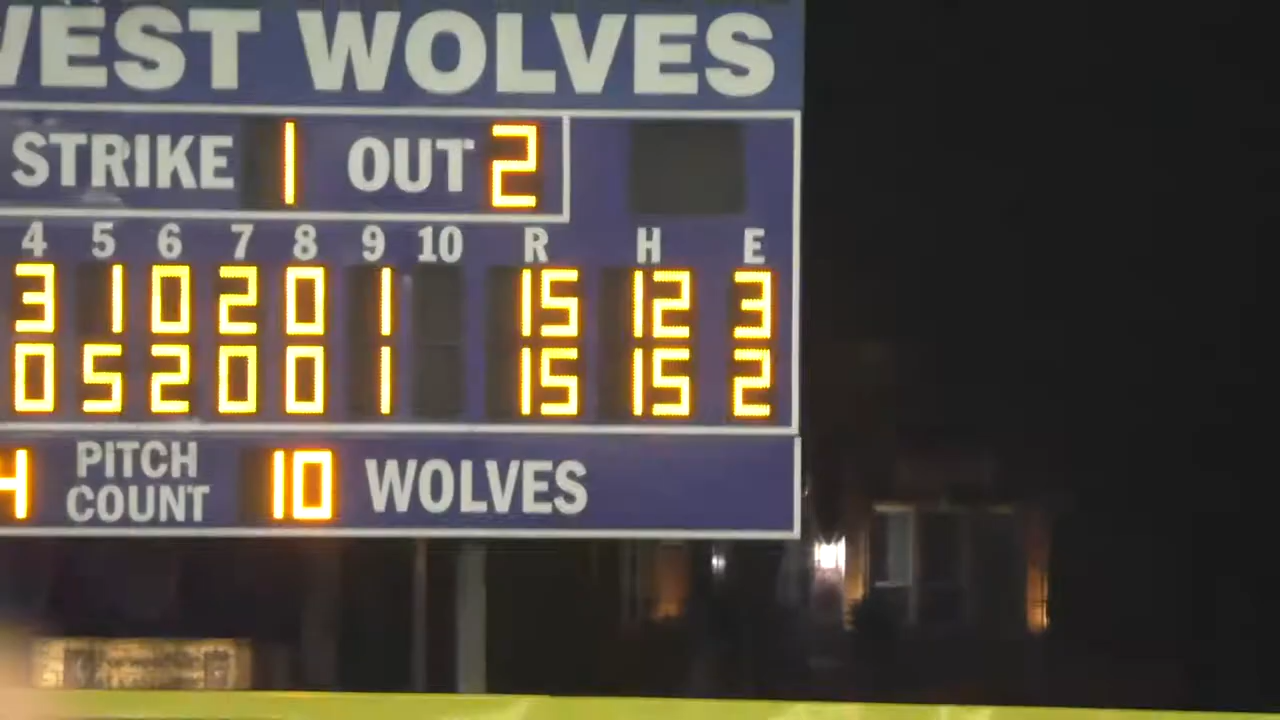 WEST WOLVES
STRIKE 1 OUT 2
4 5 6 7 8 9 10 R H E
3 1 0 2 0 1 15 12 3
0 5 2 0 0 1 15 15 2
4 PITCH COUNT 10 WOLVES